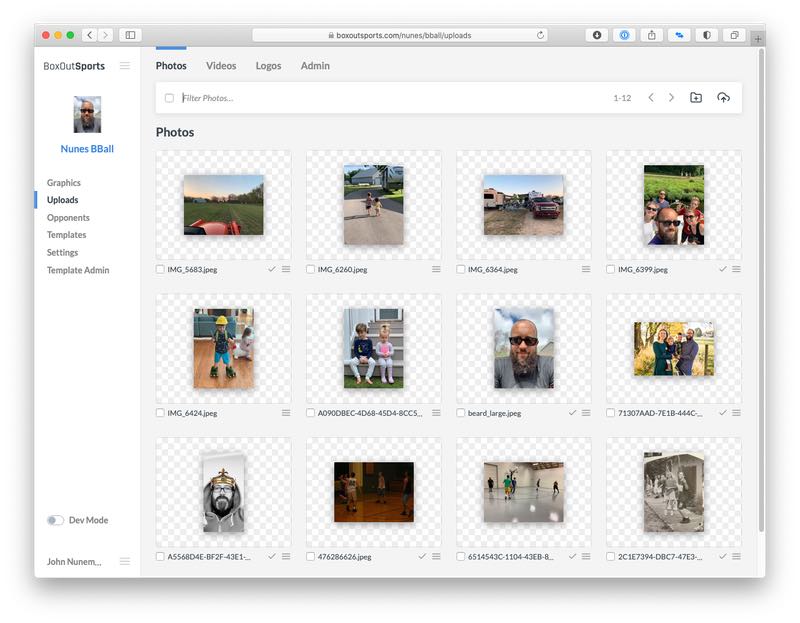 boxoutsports.com/nunes/bball/uploads
BoxOutSports
Photos Videos Logos Admin
Filter Photos...
1-12
Nunes BBall
Graphics
Uploads
Opponents
Templates
Settings
Template Admin
Photos
IMG_5683.jpeg
IMG_6260.jpeg
IMG_6364.jpeg
IMG_6399.jpeg
IMG_6424.jpeg
A090DBEC-4D68-45D4-8CC5...
beard_large.jpeg
71307AAD-7E1B-444C-...
A5568D4E-BF2F-43E1-...
476286626.jpeg
6514543C-1104-43EB-8...
2C1E7394-DBC7-47E3-...
Dev Mode
John Nunem...